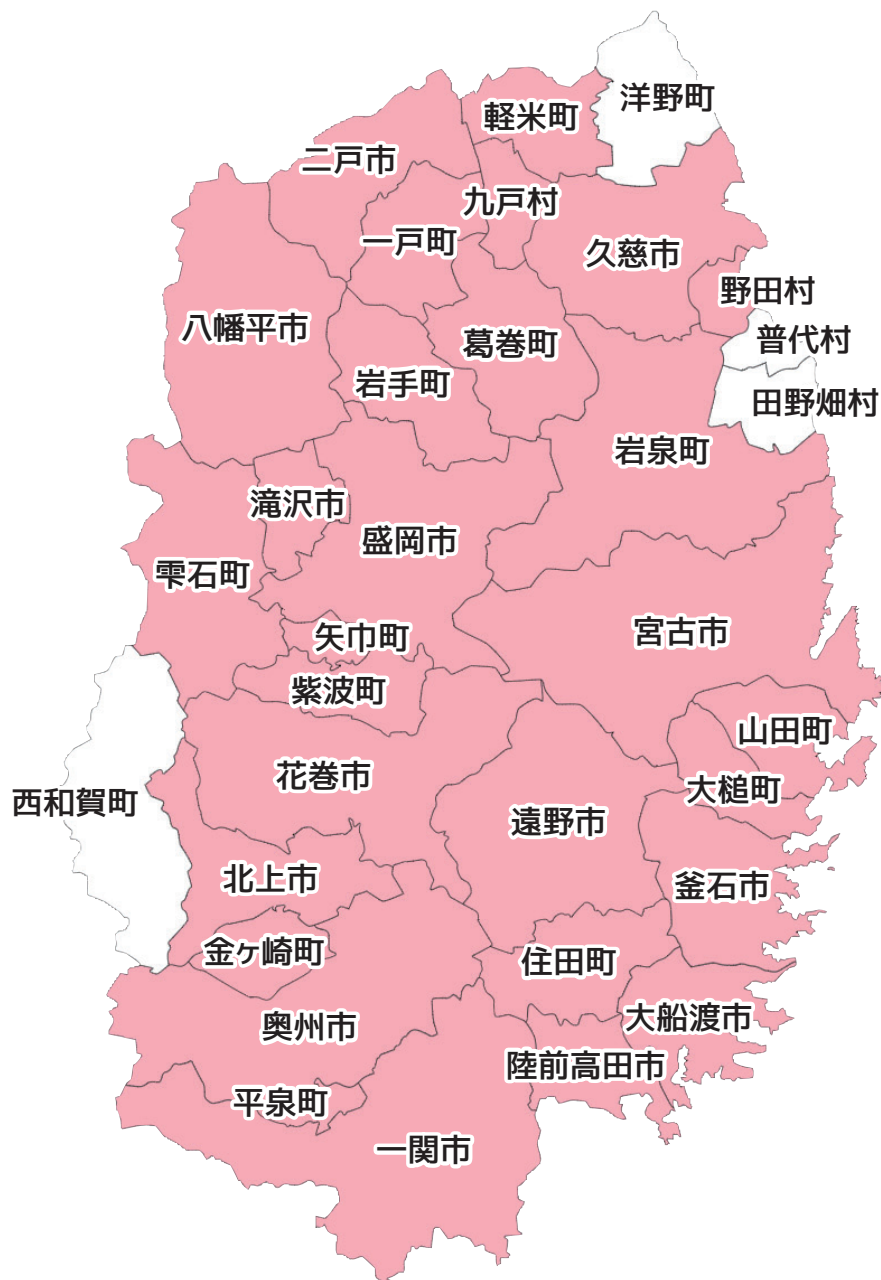 洋野町
軽米町
二戸市
九戸村
一戸町
久慈市
野田村
八幡平市
葛巻町
普代村
岩手町
田野畑村
岩泉町
滝沢市
盛岡市
雫石町
矢巾町
宮古市
紫波町
山田町
花巻市
大槌町
西和賀町
遠野市
北上市
釜石市
金ヶ崎町
住田町
奥州市
大船渡市
陸前高田市
平泉町
一関市